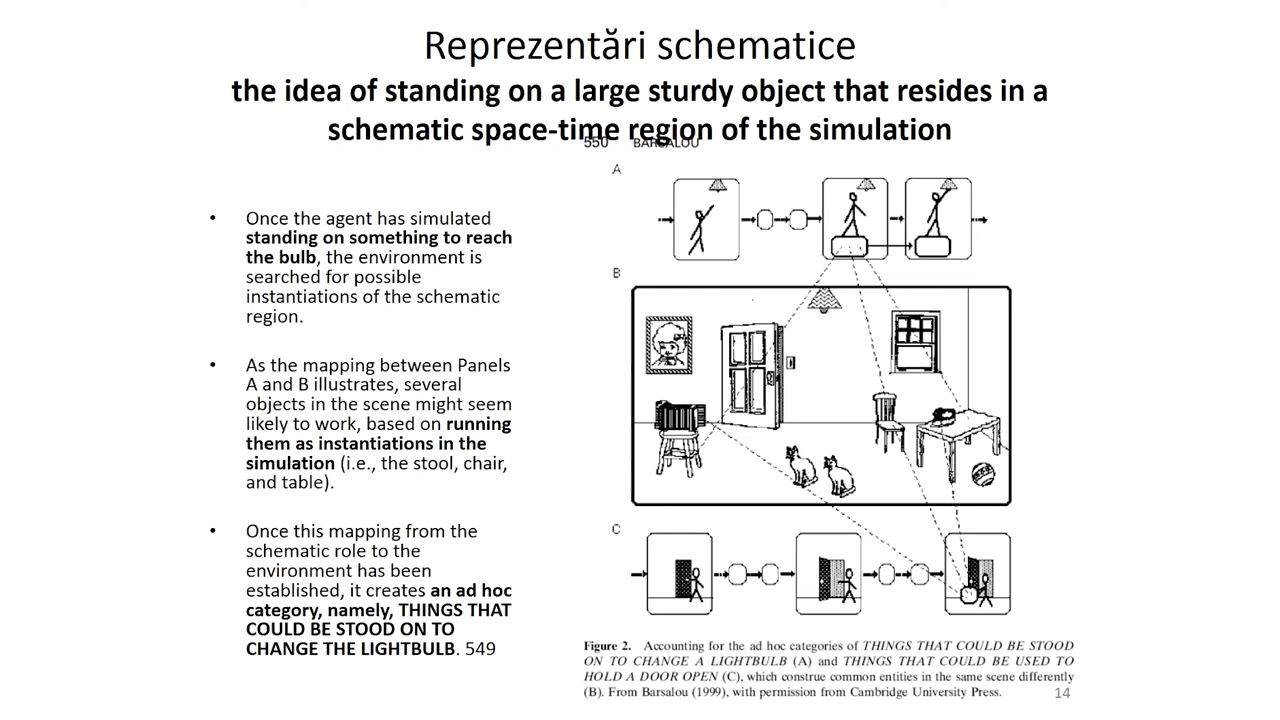 Reprezentări schematice
the idea of standing on a large sturdy object that resides in a
schematic space-time region of the simulation
550 BARSALOU
A
• Once the agent has simulated
standing on something to reach
the bulb, the environment is
searched for possible
instantiations of the schematic
region.
B
• As the mapping between Panels
A and B illustrates, several
objects in the scene might seem
likely to work, based on running
them as instantiations in the
simulation (i.e., the stool, chair,
and table).
• Once this mapping from the
schematic role to the
environment has been
established, it creates an ad hoc
category, namely, THINGS THAT
COULD BE STOOD ON TO
CHANGE THE LIGHTBULB. 549
C
Figure 2. Accounting for the ad hoc categories of THINGS THAT COULD BE STOOD
ON TO CHANGE A LIGHTBULB (A) and THINGS THAT COULD BE USED TO
HOLD A DOOR OPEN (C), which construe common entities in the same scene differently
(B). From Barsalou (1999), with permission from Cambridge University Press.
14